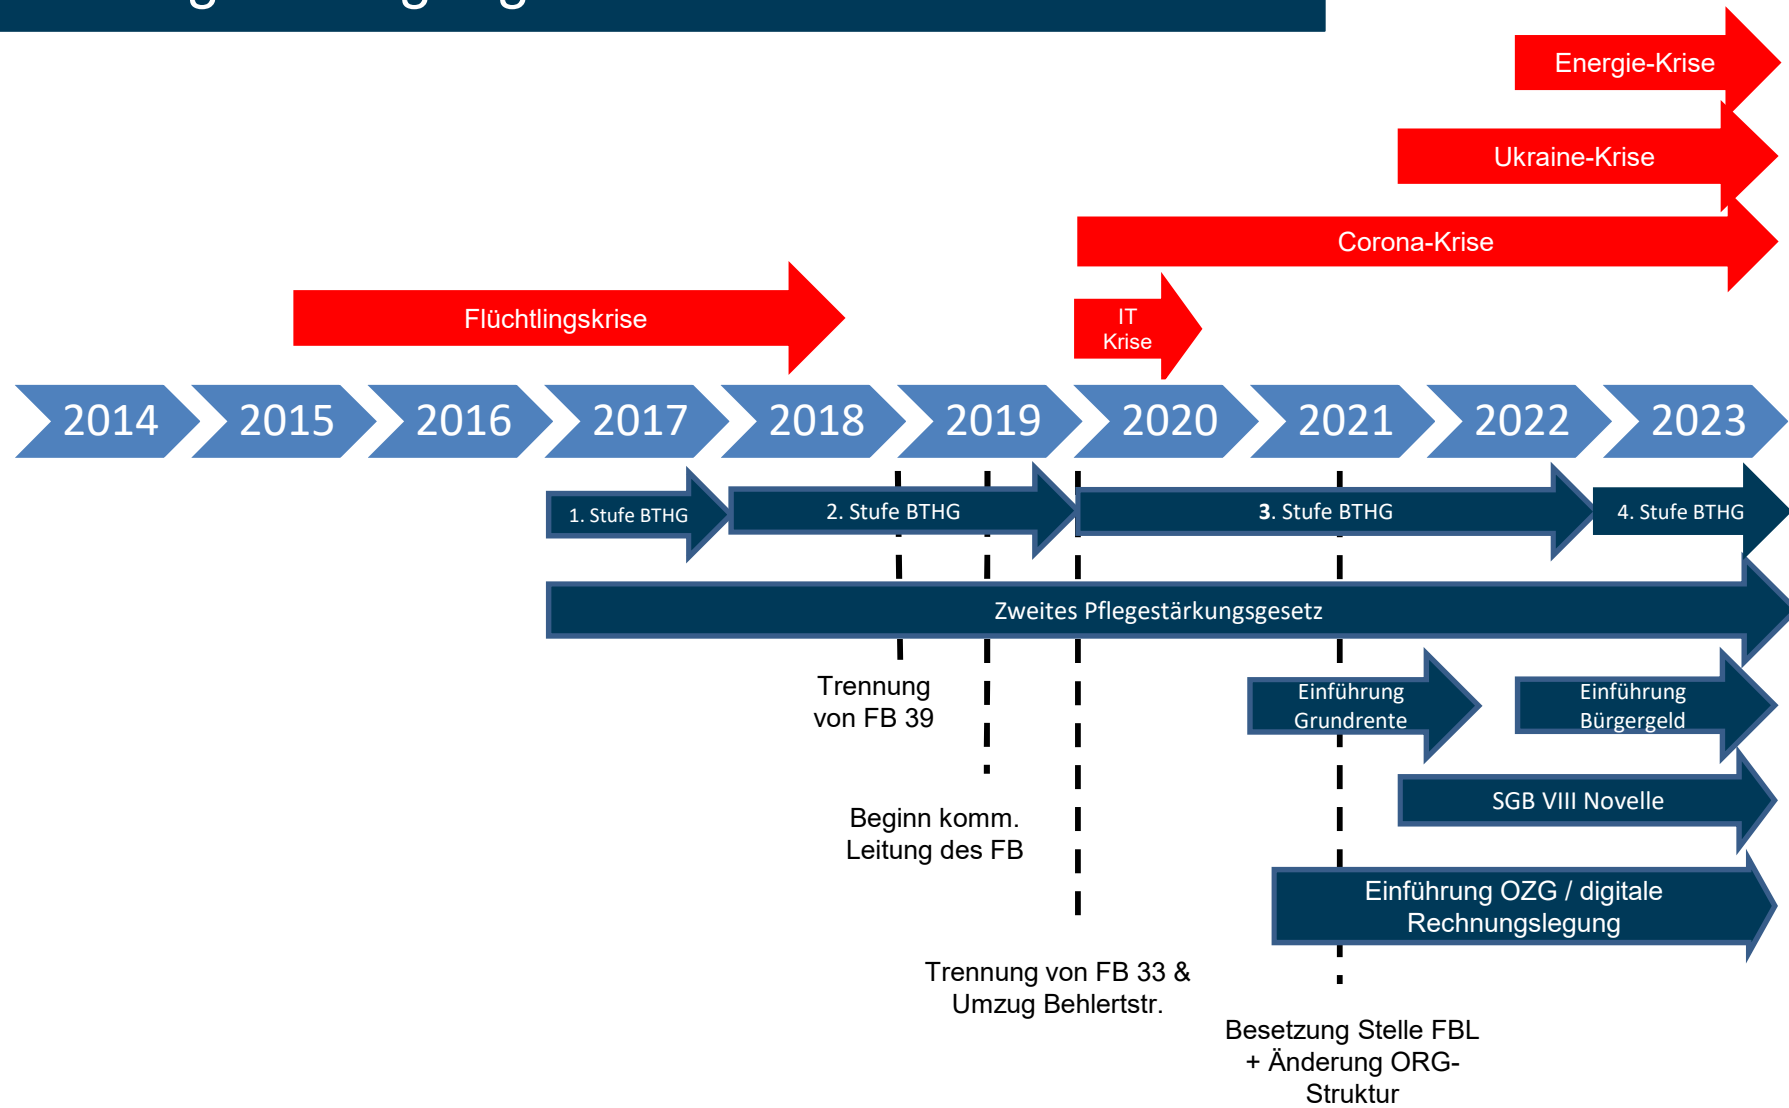 Energie-Krise
Ukraine-Krise
Corona-Krise
Flüchtlingskrise
IT
Krise
2014 2015 2016 2017 2018 2019 2020 2021 2022 2023
1. Stufe BTHG 2. Stufe BTHG 3. Stufe BTHG 4. Stufe BTHG
Zweites Pflegestärkungsgesetz
Trennung
von FB 39
Einführung
Grundrente
Einführung
Bürgergeld
SGB VIII Novelle
Beginn komm.
Leitung des FB
Einführung OZG / digitale
Rechnungslegung
Trennung von FB 33 &
Umzug Behlertstr.
Besetzung Stelle FBL
+ Änderung ORG-
Struktur